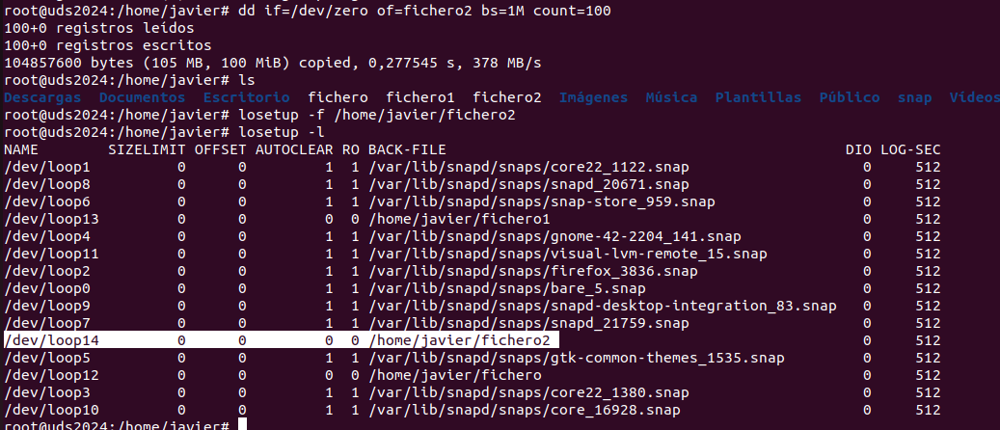 root@uds2024:/home/javier# dd if=/dev/zero of=fichero2 bs=1M count=100
100+0 registros leídos
100+0 registros escritos
104857600 bytes (105 MB, 100 MiB) copied, 0,277545 s, 378 MB/s
root@uds2024:/home/javier# ls
Descargas  Documentos  Escritorio  fichero  fichero1  fichero2  Imágenes  Música  Plantillas  Público  snap  Vídeos
root@uds2024:/home/javier# losetup -f /home/javier/fichero2
root@uds2024:/home/javier# losetup -l
NAME       SIZELIMIT OFFSET AUTOCLEAR RO BACK-FILE                                              DIO LOG-SEC
/dev/loop1         0      0         1  1 /var/lib/snapd/snaps/core22_1122.snap                    0     512
/dev/loop8         0      0         1  1 /var/lib/snapd/snaps/snapd_20671.snap                    0     512
/dev/loop6         0      0         1  1 /var/lib/snapd/snaps/snap-store_959.snap                 0     512
/dev/loop13        0      0         0  0 /home/javier/fichero1                                    0     512
/dev/loop4         0      0         1  1 /var/lib/snapd/snaps/gnome-42-2204_141.snap              0     512
/dev/loop11        0      0         1  1 /var/lib/snapd/snaps/visual-lvm-remote_15.snap           0     512
/dev/loop2         0      0         1  1 /var/lib/snapd/snaps/firefox_3836.snap                   0     512
/dev/loop0         0      0         1  1 /var/lib/snapd/snaps/bare_5.snap                         0     512
/dev/loop9         0      0         1  1 /var/lib/snapd/snaps/snapd-desktop-integration_83.snap   0     512
/dev/loop7         0      0         1  1 /var/lib/snapd/snaps/snapd_21759.snap                    0     512
/dev/loop14        0      0         0  0 /home/javier/fichero2                                    0     512
/dev/loop5         0      0         1  1 /var/lib/snapd/snaps/gtk-common-themes_1535.snap         0     512
/dev/loop12        0      0         0  0 /home/javier/fichero                                     0     512
/dev/loop3         0      0         1  1 /var/lib/snapd/snaps/core22_1380.snap                    0     512
/dev/loop10        0      0         1  1 /var/lib/snapd/snaps/core_16928.snap                     0     512
root@uds2024:/home/javier#